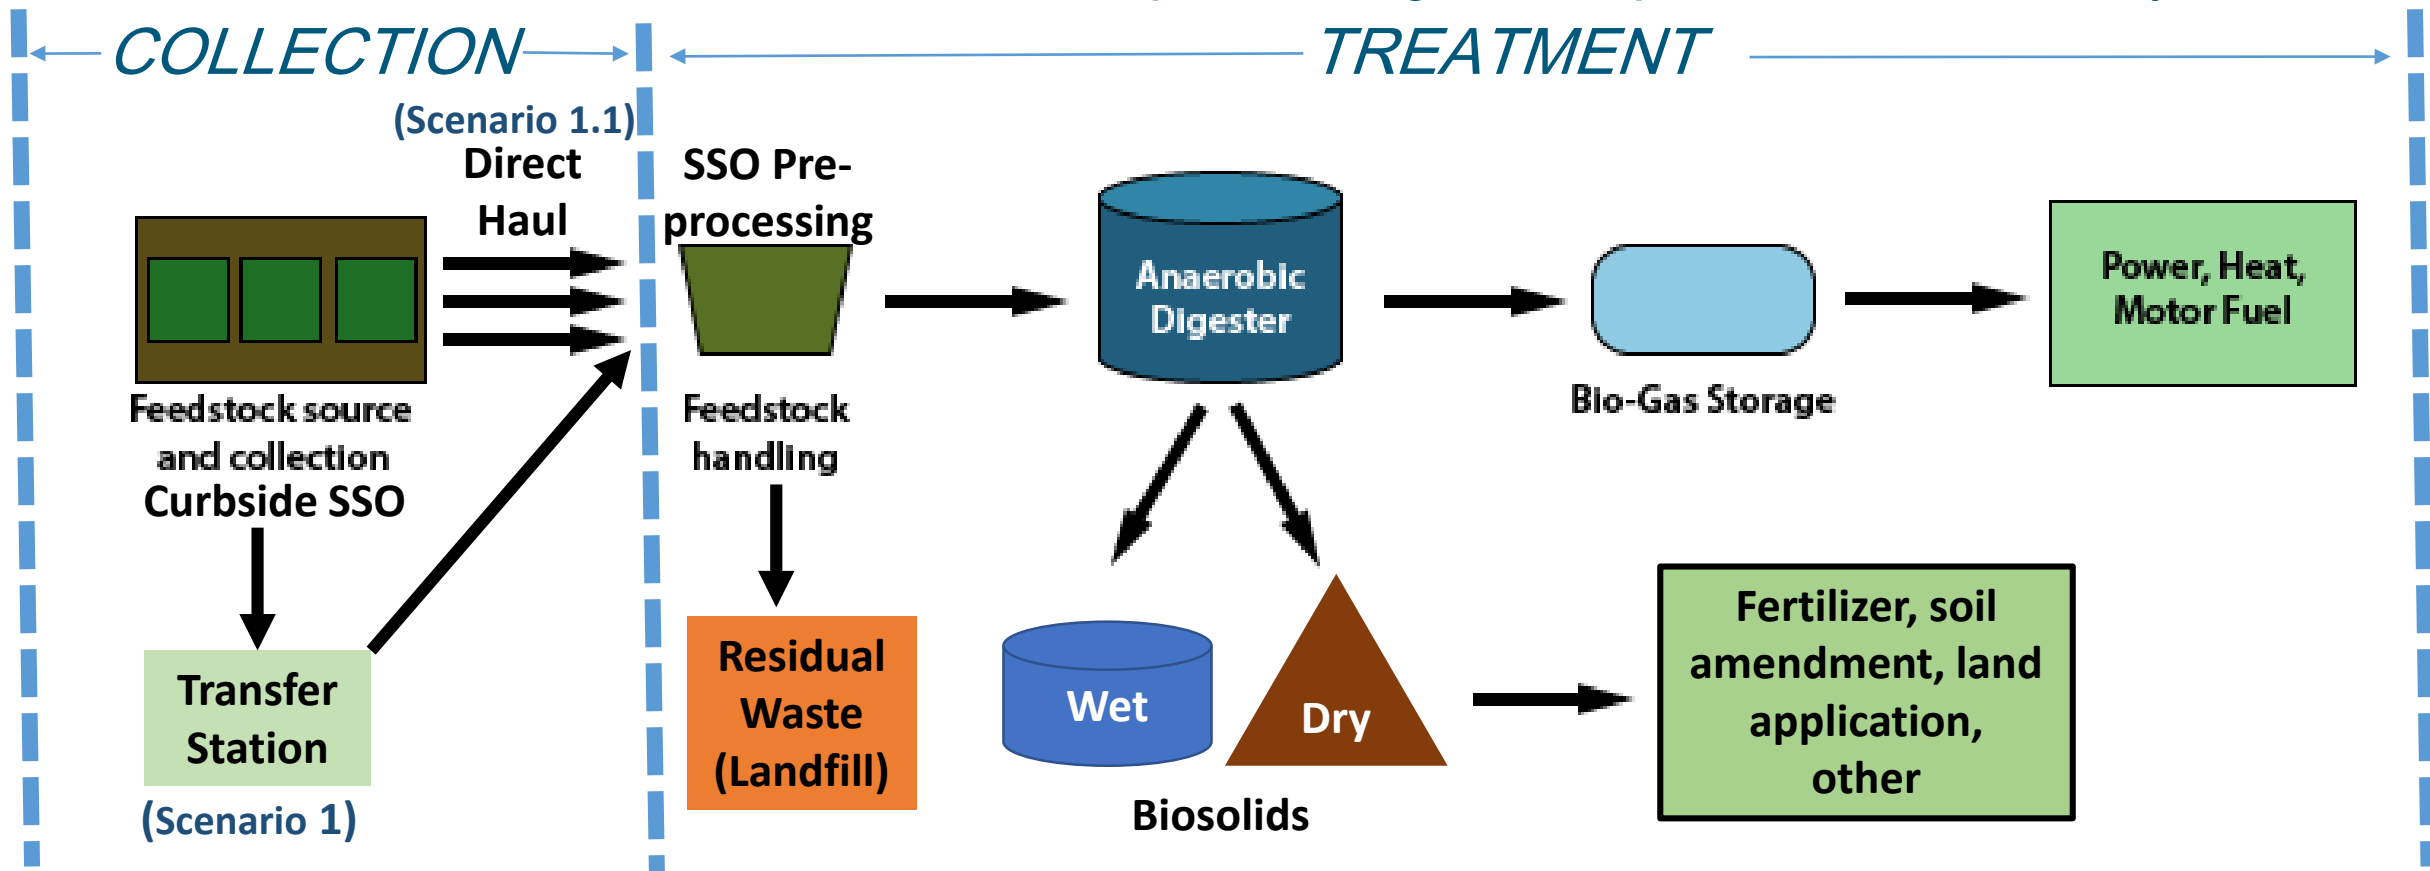 COLLECTION
TREATMENT
(Scenario 1.1)
Direct
Haul
SSO Pre-
processing
Feedstock source
and collection
Curbside SSO
Transfer
Station
(Scenario 1)
Feedstock
handling
Residual
Waste
(Landfill)
Anaerobic
Digester
Wet
Dry
Biosolids
Bio-Gas Storage
Power, Heat,
Motor Fuel
Fertilizer, soil
amendment, land
application,
other